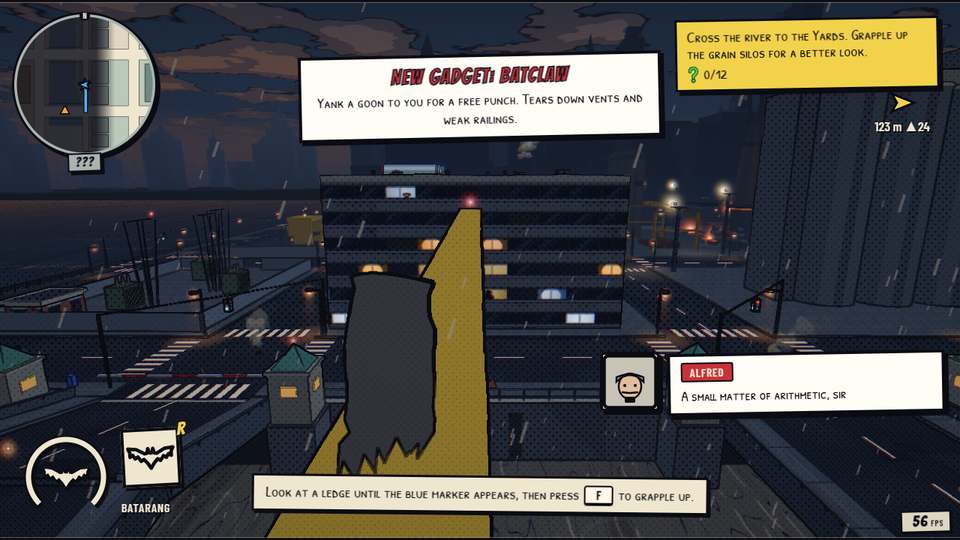 Cross the river to the Yards. Grapple up
the grain silos for a better look.
? 0/12
123 m ▲24
NEW GADGET: BATCLAW
Yank a goon to you for a free punch. Tears down vents and
weak railings.
???
ALFRED
A small matter of arithmetic, sir
R
BATARANG
Look at a ledge until the blue marker appears, then press F to grapple up.
56 FPS